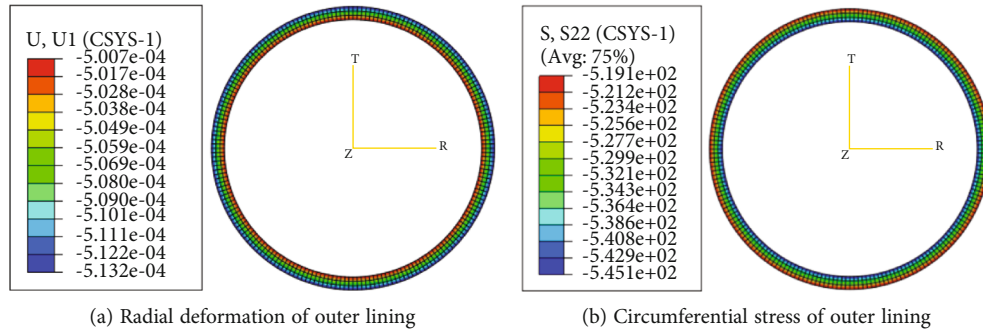 U, U1 (CSYS-1)
-5.007e-04
-5.017e-04
-5.028e-04
-5.038e-04
-5.049e-04
-5.059e-04
-5.069e-04
-5.080e-04
-5.090e-04
-5.101e-04
-5.111e-04
-5.122e-04
-5.132e-04
T
Z
R
(a) Radial deformation of outer lining
S, S22 (CSYS-1)
(Avg: 75%)
-5.191e+02
-5.212e+02
-5.234e+02
-5.256e+02
-5.277e+02
-5.299e+02
-5.321e+02
-5.343e+02
-5.364e+02
-5.386e+02
-5.408e+02
-5.429e+02
-5.451e+02
T
Z
R
(b) Circumferential stress of outer lining